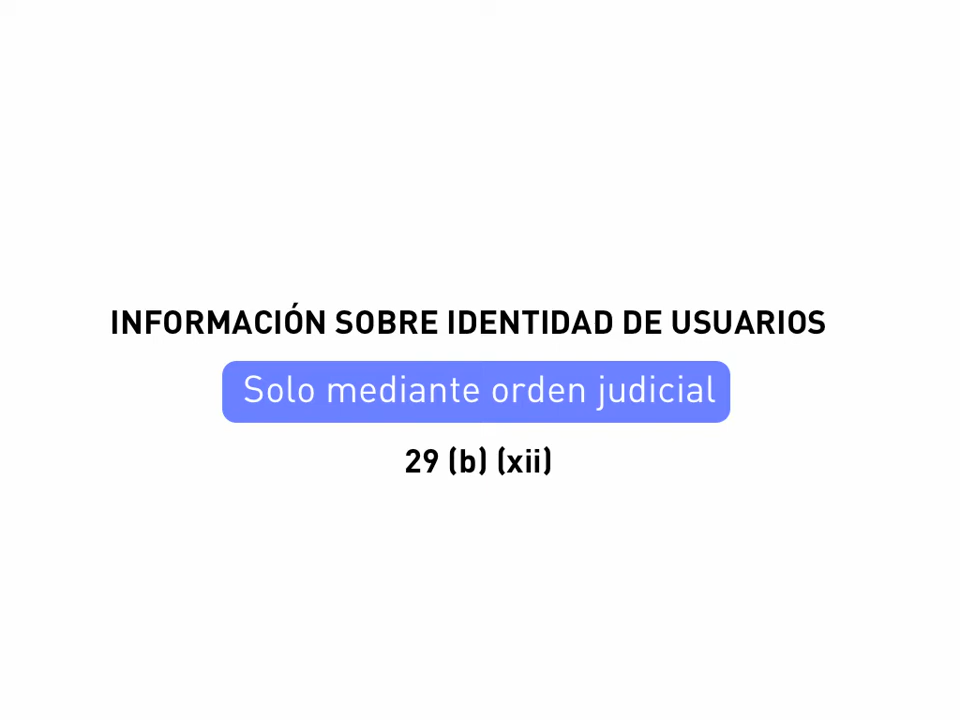 INFORMACIÓN SOBRE IDENTIDAD DE USUARIOS
Solo mediante orden judicial
29 (b) (xii)